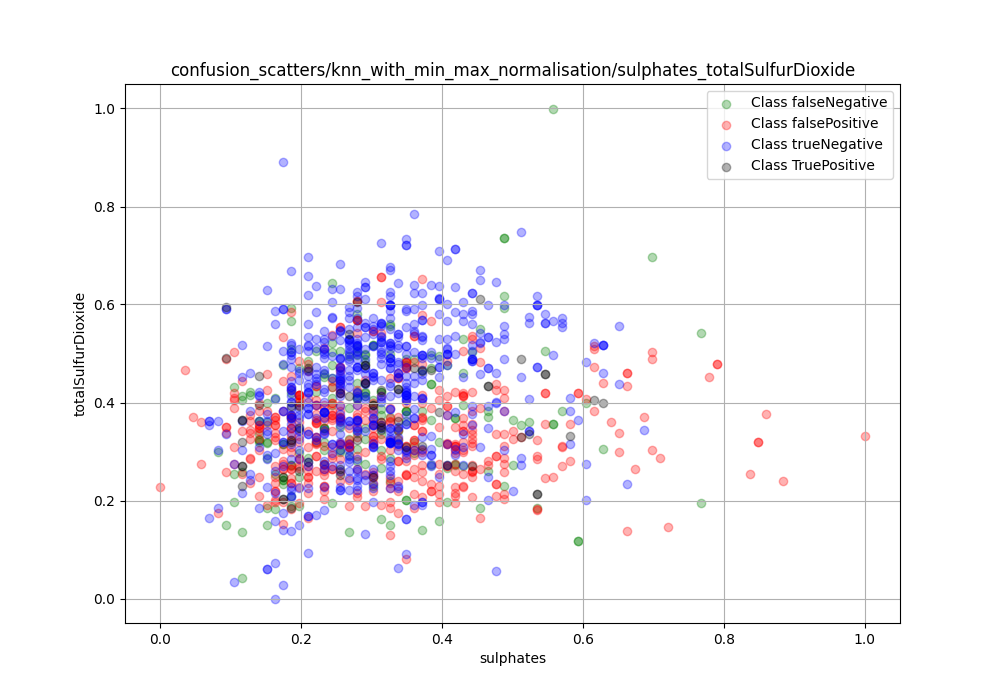 confusion_scatters/knn_with_min_max_normalisation/sulphates_totalSulfurDioxide
Class falseNegative
Class falsePositive
Class trueNegative
Class TruePositive
1.0
0.8
0.6
0.4
0.2
0.0
totalSulfurDioxide
0.0 0.2 0.4 0.6 0.8 1.0
sulphates